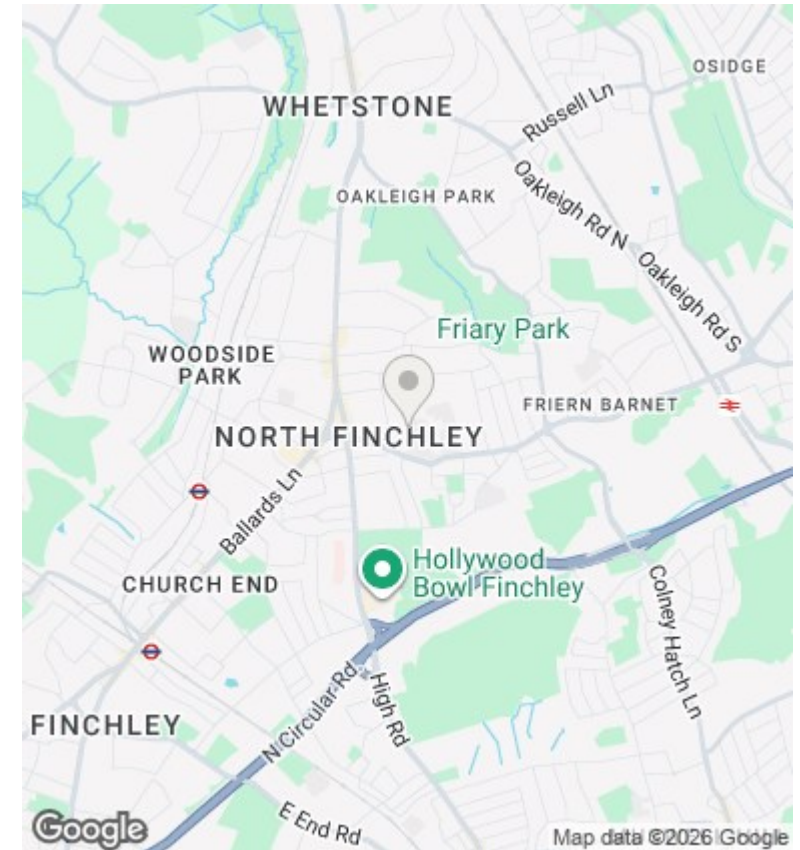 OSIDGE
WHETSTONE
Russell Ln
OAKLEIGH PARK
Oakleigh Rd N
Oakleigh Rd S
Friary Park
WOODSIDE
PARK
FRIERN BARNET
NORTH FINCHLEY
Ballards Ln
Hollywood
Bowl Finchley
CHURCH END
Colney Hatch Ln
FINCHLEY
N Circular Rd
High Rd
E End Rd
Google
Map data ©2026 Google